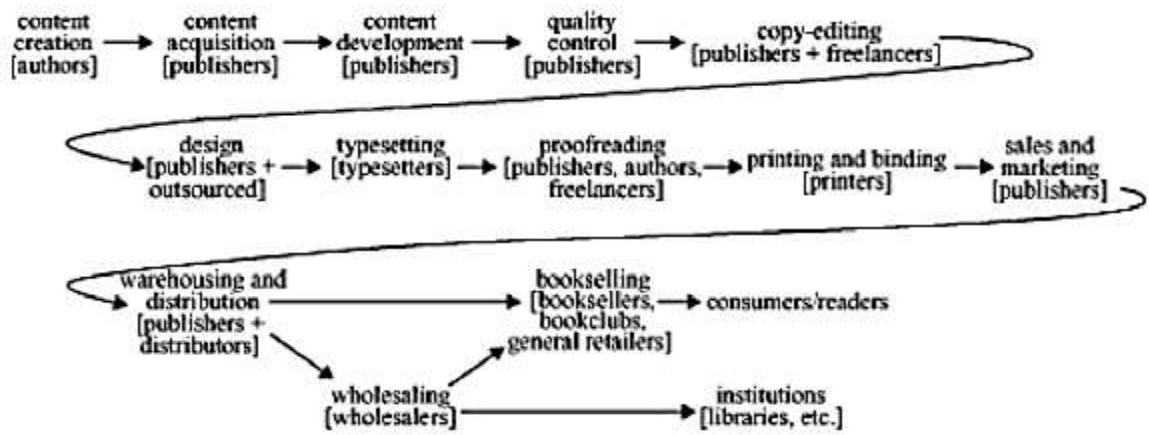 content
creation
[authors]
content
acquisition
[publishers]
content
development
[publishers]
quality
control
[publishers]
copy-editing
[publishers + freelancers]
design
[publishers +
outsourced]
typesetting
[typesetters]
proofreading
[publishers, authors,
freelancers]
printing and binding
[printers]
sales and
marketing
[publishers]
warehousing and
distribution
[publishers +
distributors]
bookselling
[booksellers,
bookclubs,
general retailers]
consumers/readers
wholesaling
[wholesalers]
institutions
[libraries, etc.]